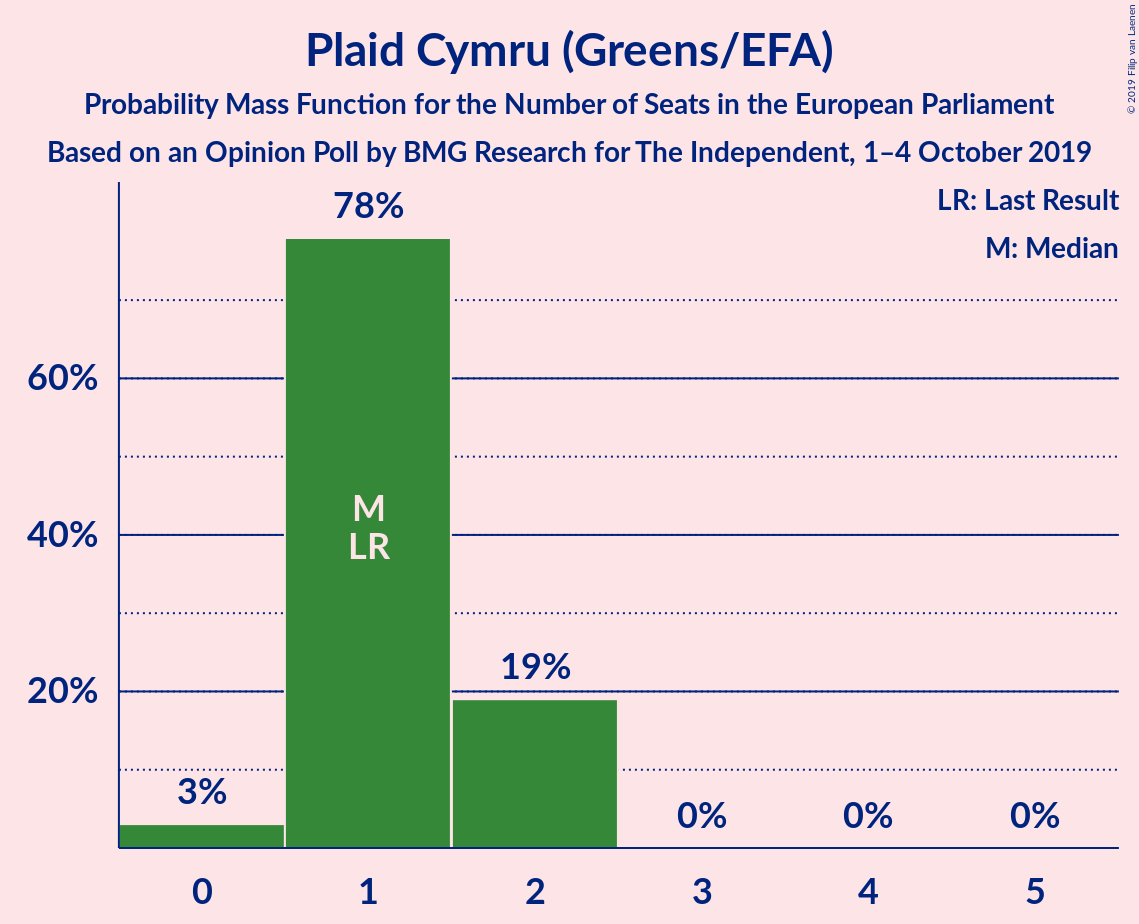 Plaid Cymru (Greens/EFA)
Probability Mass Function for the Number of Seats in the European Parliament
Based on an Opinion Poll by BMG Research for The Independent, 1–4 October 2019
© 2019 Filip van Laenen
LR: Last Result
M: Median
78%
60%
M
40%
LR
19%
20%
3%
0%
0%
0%
0
1
2
3
4
5